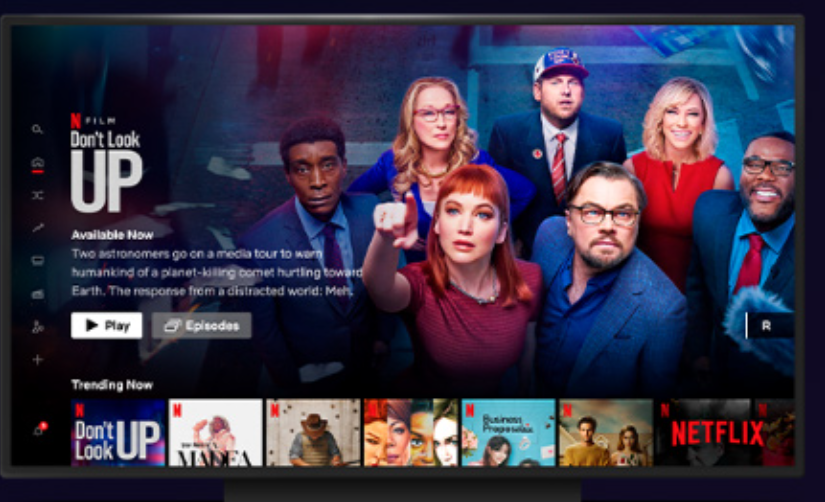 N FILM
Don't Look
UP
Available Now
Two astronomers go on a media tour to warn
humankind of a planet-killing comet hurtling toward
Earth. The response from a distracted world: Meh.
Play
Episodes
R
Trending Now
N
Don't
Look UP
N
MADEA
N
N
N
Business
Proposal
N
N
NETFLIX
N